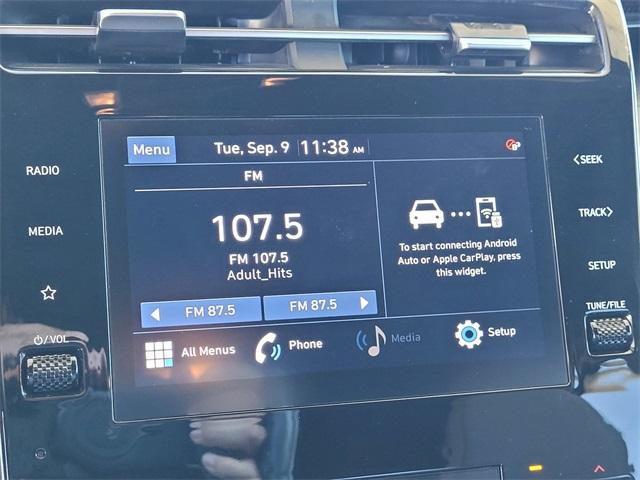 Menu Tue, Sep. 9 11:38 AM
FM
107.5
FM 107.5
Adult_Hits
FM 87.5 FM 87.5
To start connecting Android
Auto or Apple CarPlay, press
this widget.
All Menus Phone Media Setup
RADIO
MEDIA
VOL
SEEK
TRACK
SETUP
TUNE/FILE